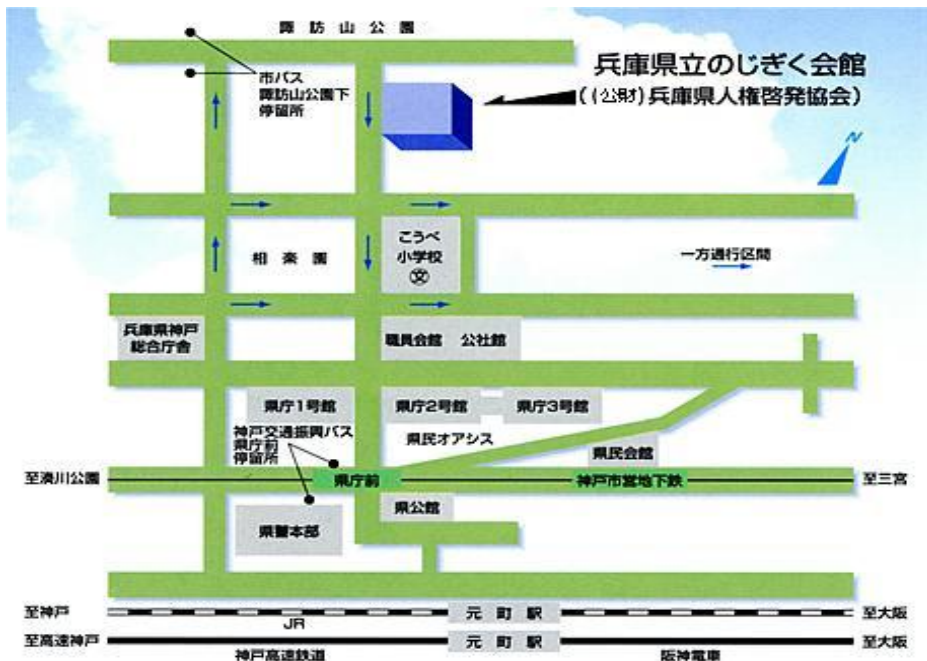 諏訪山公園
兵庫県立のじぎく会館
((公財)兵庫県人権啓発協会)
市バス
諏訪山公園下
停留所
N
こうべ
小学校
文
相楽園
一方通行区間
兵庫県神戸
総合庁舎
職員会館 公社館
県庁1号館
県庁2号館
県庁3号館
神戸交通振興バス
県庁前
停留所
県民オアシス
県民会館
至湊川公園
県庁前
神戸市営地下鉄
至三宮
県公館
県警本部
至神戸
元町駅
至大阪
JR
至高速神戸
元町駅
至大阪
神戸高速鉄道
阪神電車